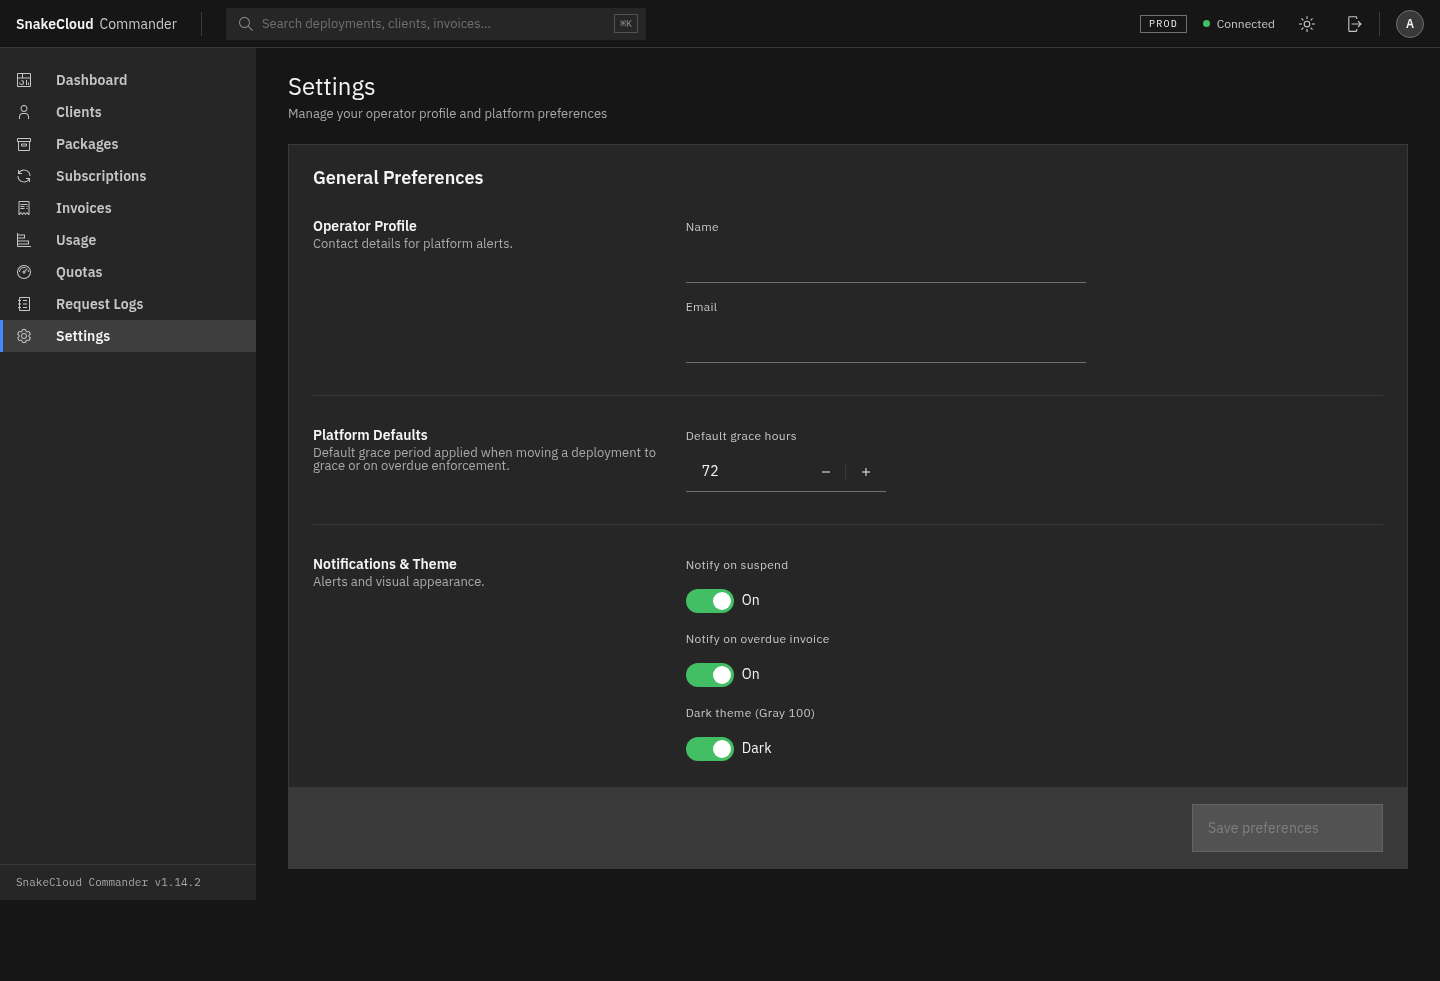 SnakeCloud Commander
Search deployments, clients, invoices...
⌘K
PROD
Connected
A
Dashboard
Clients
Packages
Subscriptions
Invoices
Usage
Quotas
Request Logs
Settings
SnakeCloud Commander v1.14.2
Settings
Manage your operator profile and platform preferences
General Preferences
Operator Profile
Contact details for platform alerts.
Name
Email
Platform Defaults
Default grace period applied when moving a deployment to
grace or on overdue enforcement.
Default grace hours
72
Notifications & Theme
Alerts and visual appearance.
Notify on suspend
On
Notify on overdue invoice
On
Dark theme (Gray 100)
Dark
Save preferences